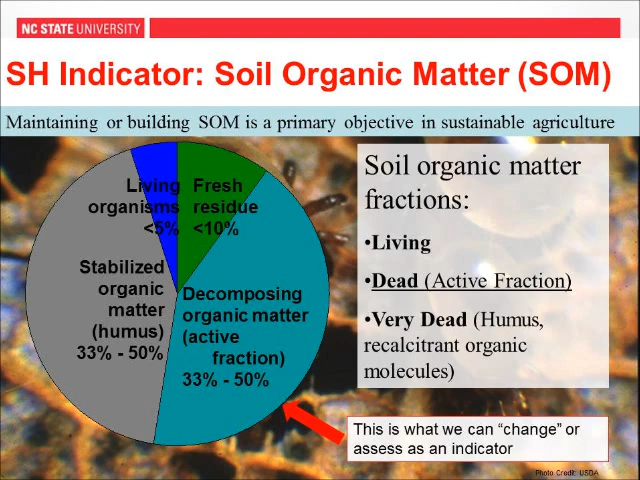 NC STATE UNIVERSITY
SH Indicator: Soil Organic Matter (SOM)
Maintaining or building SOM is a primary objective in sustainable agriculture
Living
organisms
<5%
Fresh
residue
<10%
Stabilized
organic
matter
(humus)
33% - 50%
Decomposing
organic matter
(active
fraction)
33% - 50%
Soil organic matter
fractions:
•Living
•Dead (Active Fraction)
•Very Dead (Humus,
recalcitrant organic
molecules)
This is what we can “change” or
assess as an indicator
Photo Credit: USDA